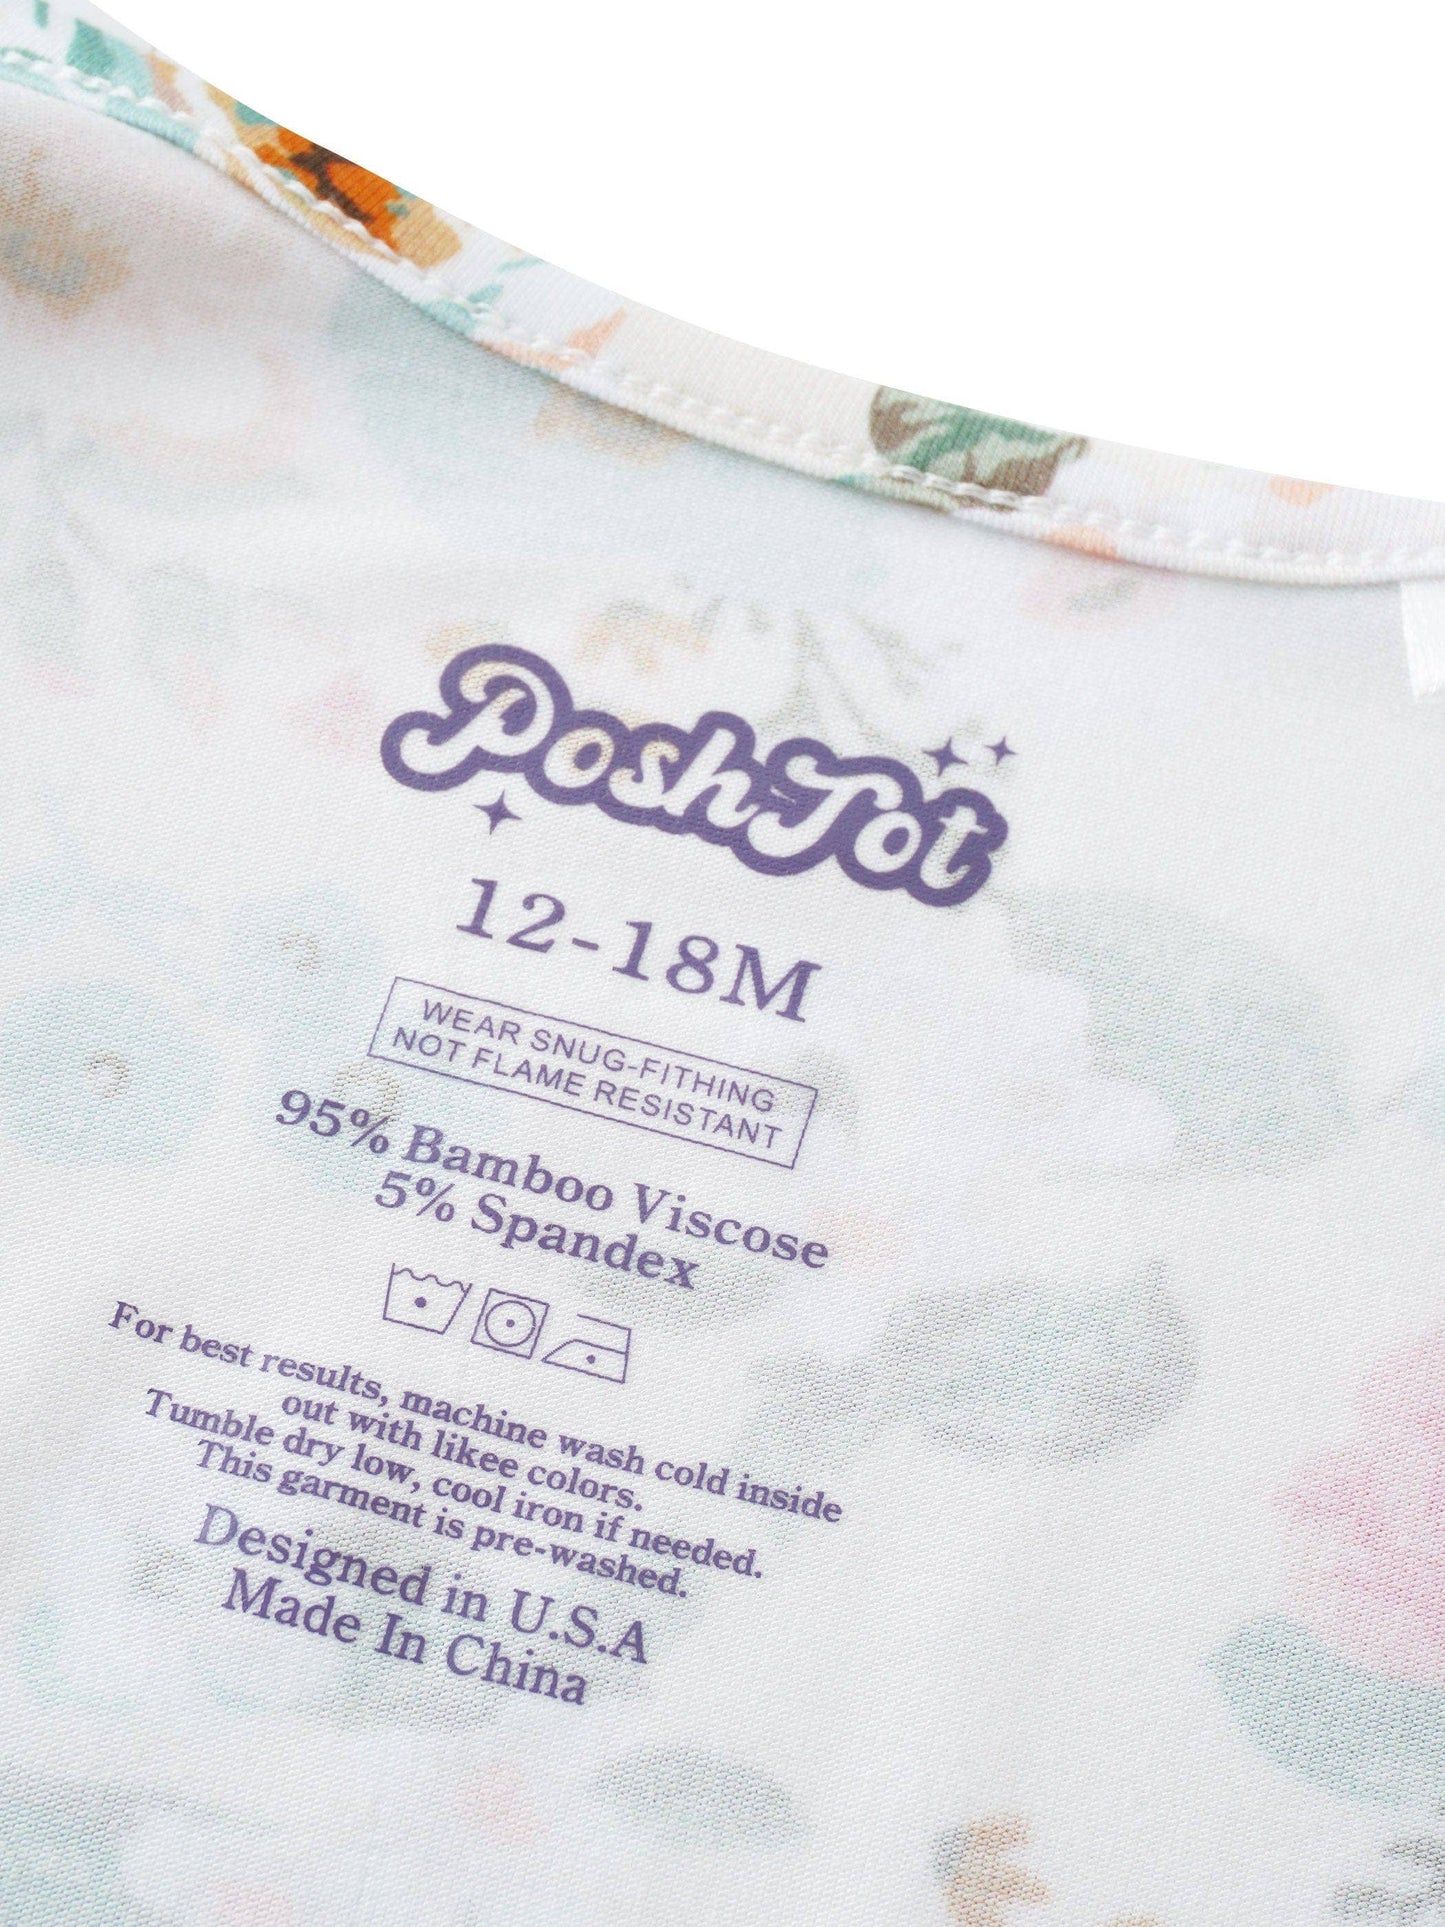 PoshTot
12-18M
WEAR SNUG-FITHING
NOT FLAME RESISTANT
95% Bamboo Viscose
5% Spandex
For best results, machine wash cold inside
out with likee colors.
Tumble dry low, cool iron if needed.
This garment is pre-washed.
Designed in U.S.A
Made In China